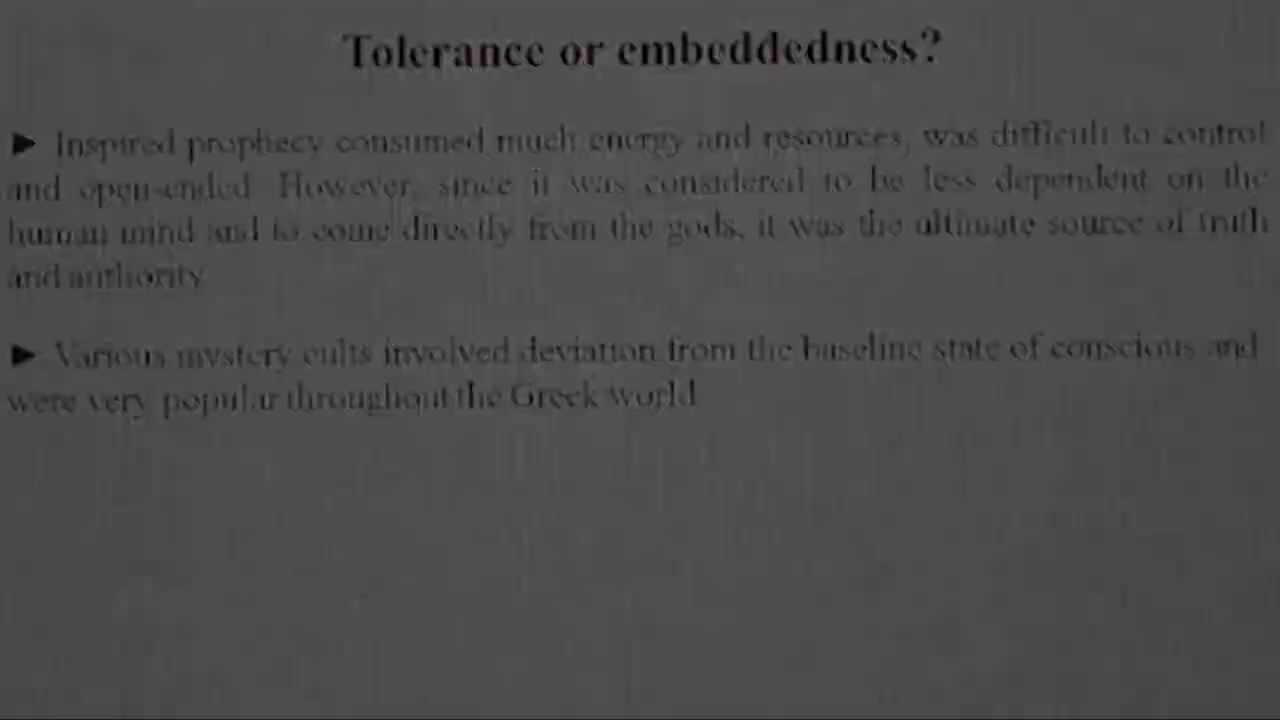 Tolerance or embeddedness?
► Inspired prophecy consumed much energy and resources, was difficult to control
and open-ended. However, since it was considered to be less dependent on the
human mind and to come directly from the gods, it was the ultimate source of truth
and authority
► Various mystery cults involved deviation from the baseline state of conscious and
were very popular throughout the Greek world